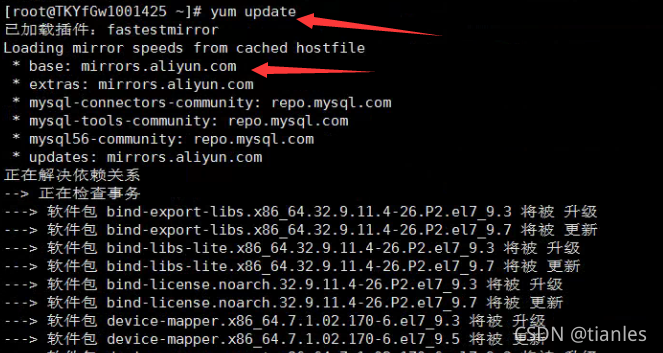 [root@TKYfGw1001425 ~]# yum update
已加载插件：fastestmirror
Loading mirror speeds from cached hostfile
* base: mirrors.aliyun.com
* extras: mirrors.aliyun.com
* mysql-connectors-community: repo.mysql.com
* mysql-tools-community: repo.mysql.com
* mysql56-community: repo.mysql.com
* updates: mirrors.aliyun.com
正在解决依赖关系
--> 正在检查事务
---> 软件包 bind-export-libs.x86_64.32.9.11.4-26.P2.el7_9.3 将被 升级
---> 软件包 bind-export-libs.x86_64.32.9.11.4-26.P2.el7_9.7 将被 更新
---> 软件包 bind-libs-lite.x86_64.32.9.11.4-26.P2.el7_9.3 将被 升级
---> 软件包 bind-libs-lite.x86_64.32.9.11.4-26.P2.el7_9.7 将被 更新
---> 软件包 bind-license.noarch.32.9.11.4-26.P2.el7_9.3 将被 升级
---> 软件包 bind-license.noarch.32.9.11.4-26.P2.el7_9.7 将被 更新
---> 软件包 device-mapper.x86_64.7.1.02.170-6.el7_9.3 将被 升级
---> 软件包 device-mapper.x86_64.7.1.02.170-6.el7_9.5 将被 更新
CSDN @tianles